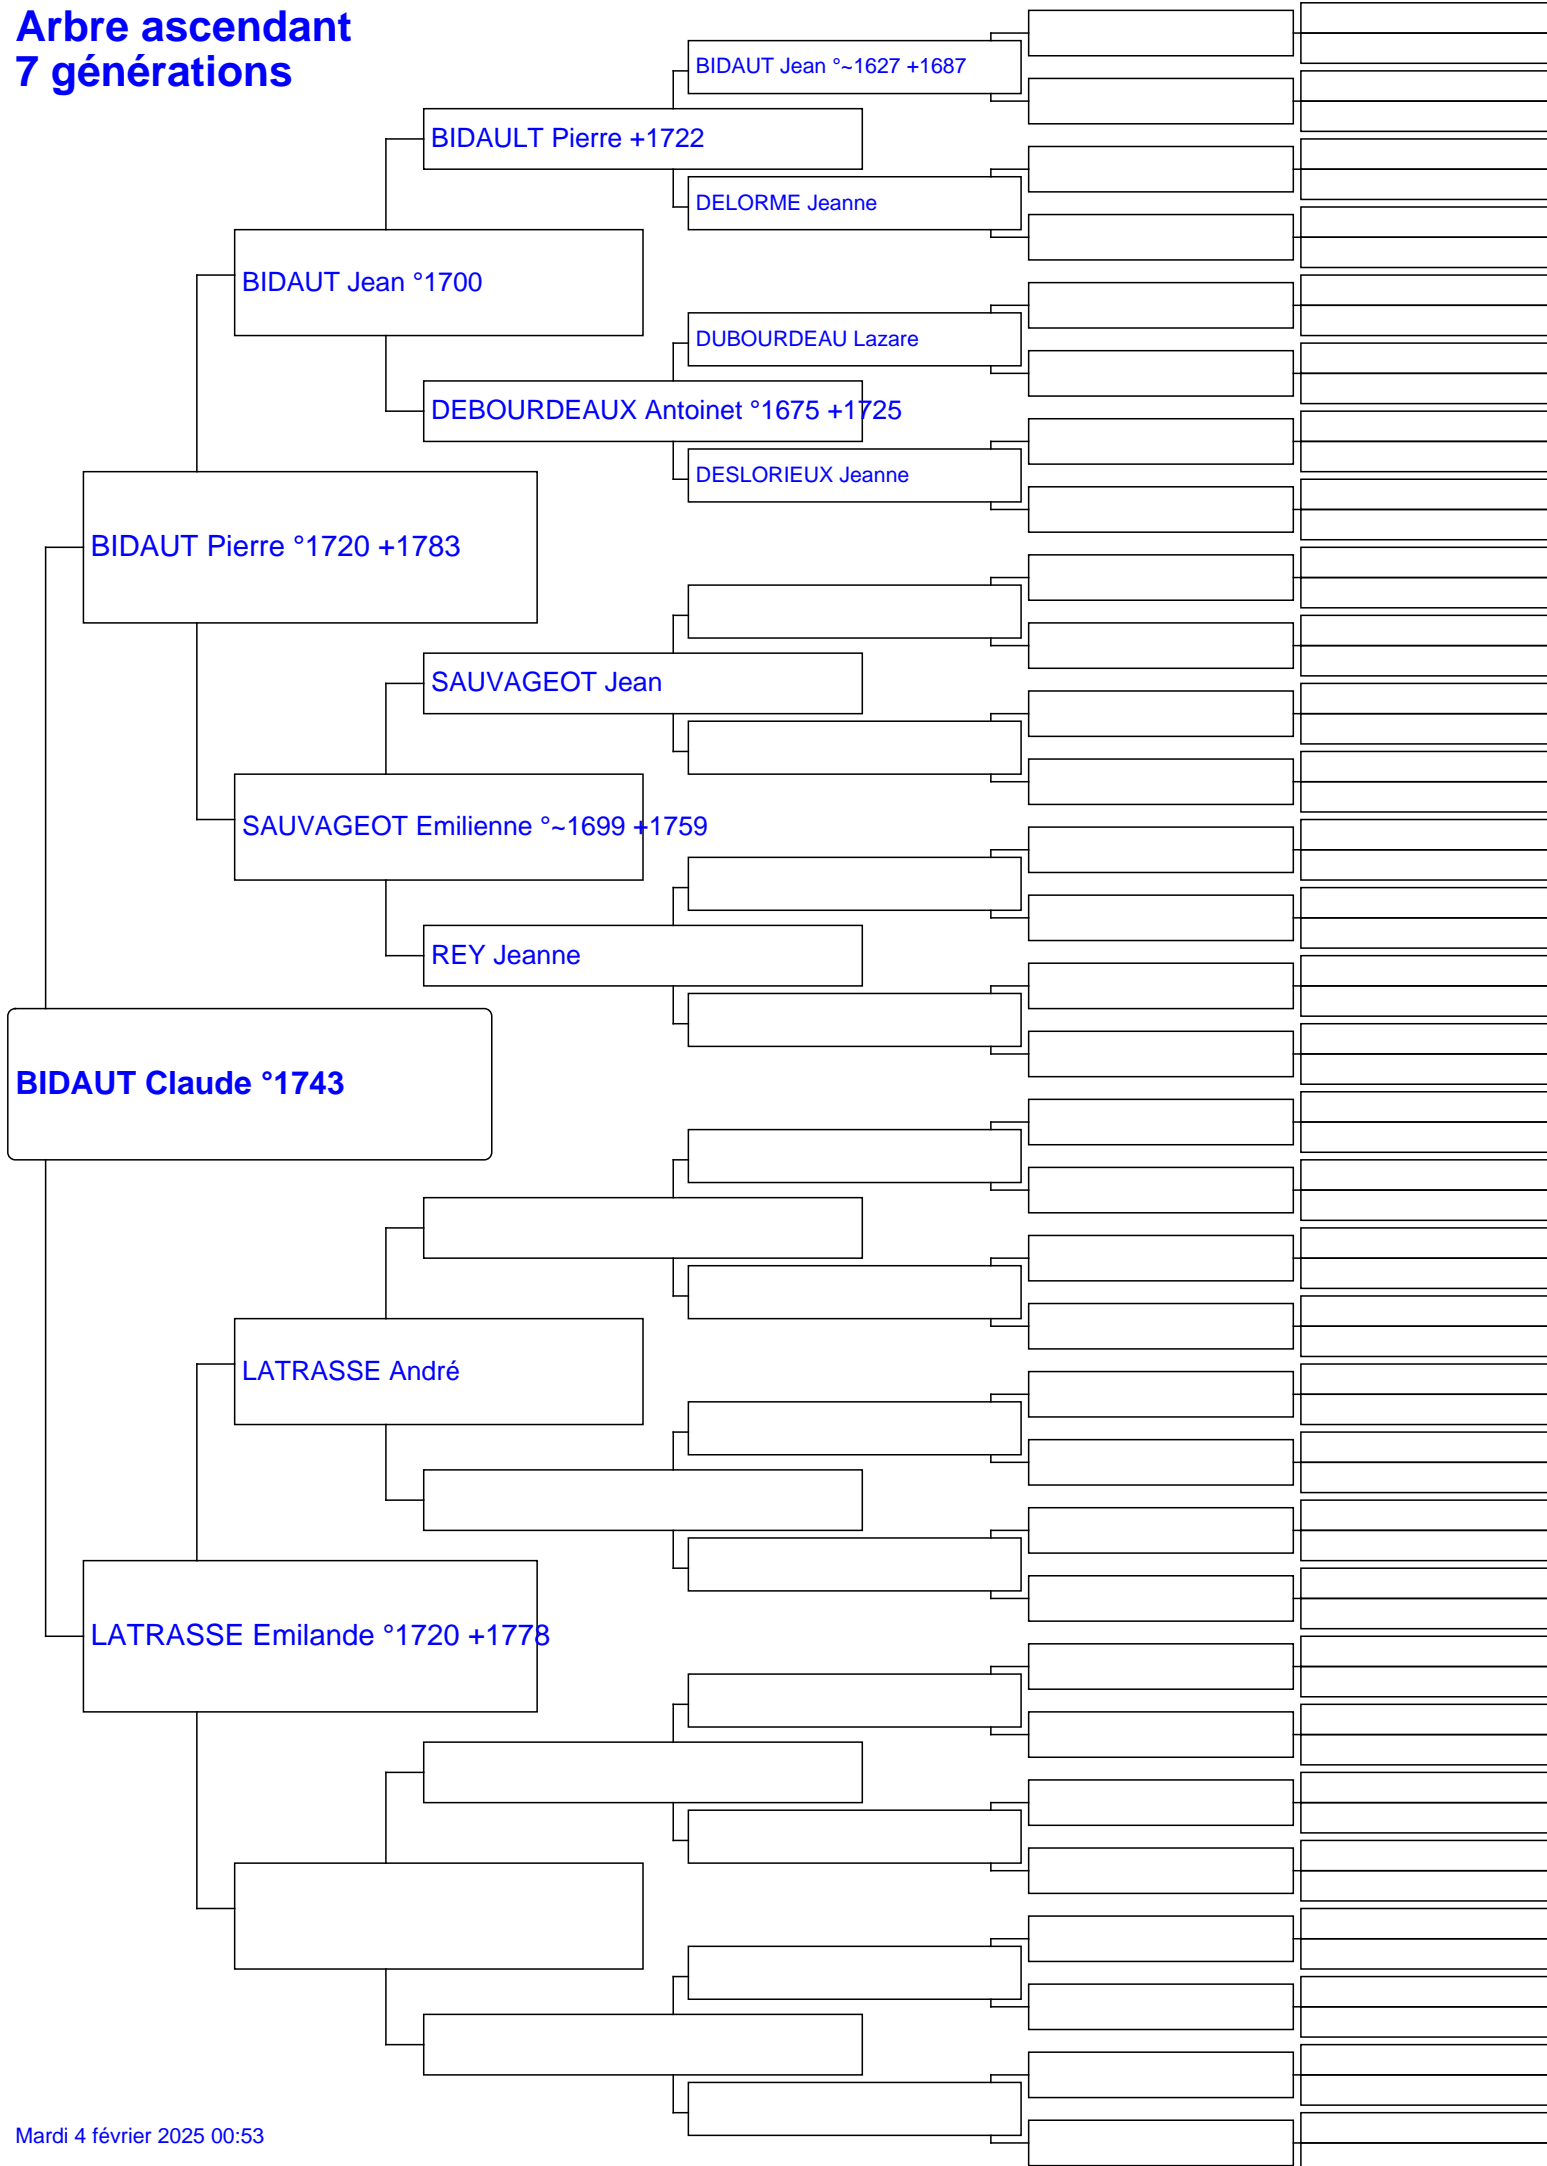 Arbre ascendant
7 générations
BIDAUT Jean °~1627 +1687
BIDAULT Pierre +1722
DELORME Jeanne
BIDAUT Jean °1700
DUBOURDEAU Lazare
DEBOURDEAUX Antoinet °1675 +1725
DESLORIEUX Jeanne
BIDAUT Pierre °1720 +1783
SAUVAGEOT Jean
SAUVAGEOT Emilienne °~1699 +1759
REY Jeanne
BIDAUT Claude °1743
LATRASSE André
LATRASSE Emilande °1720 +1778
Mardi 4 février 2025 00:53